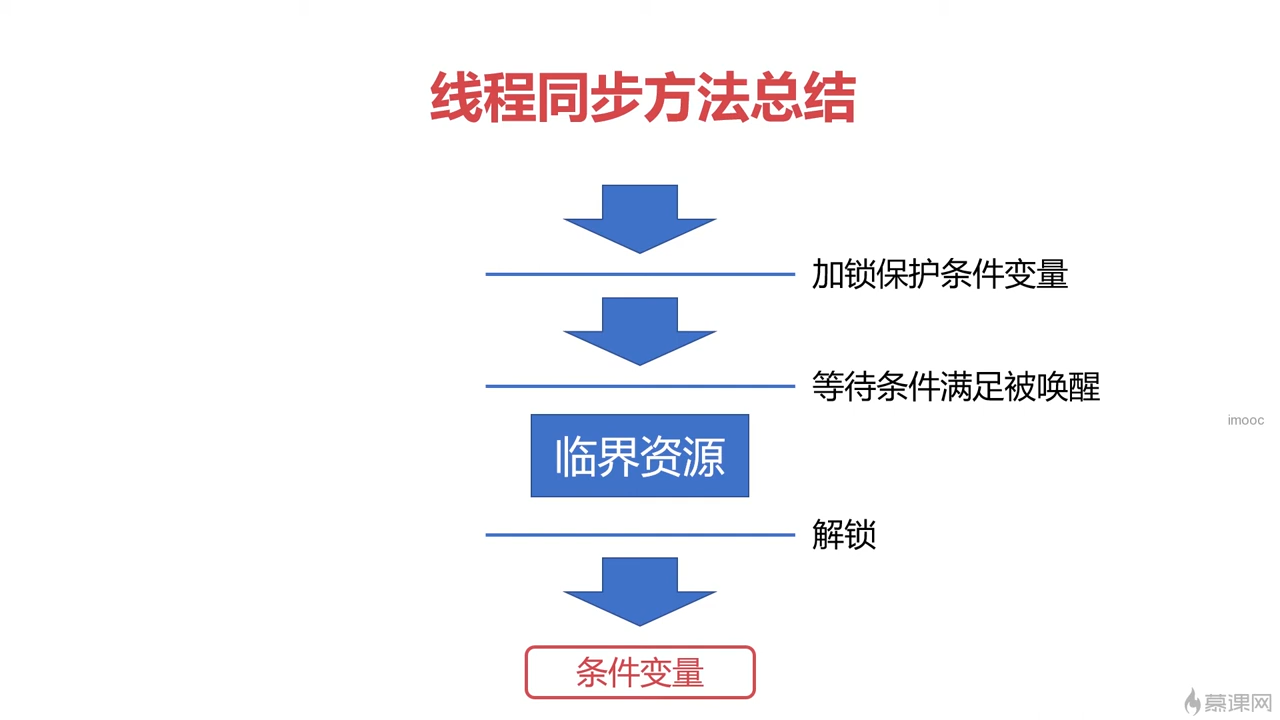 线程同步方法总结
加锁保护条件变量
等待条件满足被唤醒
imooc
临界资源
解锁
条件变量
慕课网